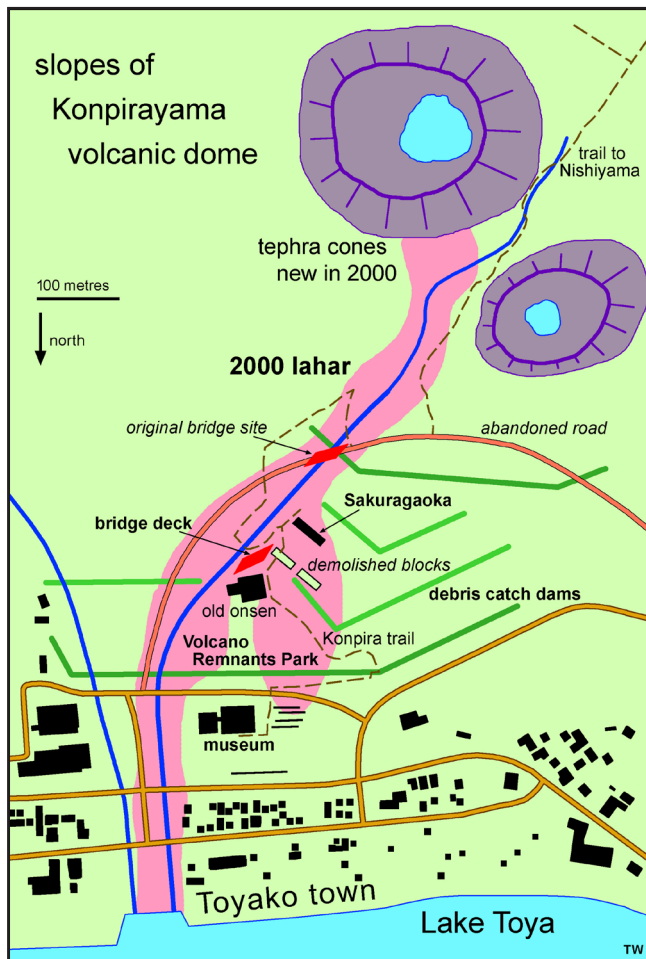 slopes of
Konpirayama
volcanic dome
trail to
Nishiyama
tephra cones
new in 2000
100 metres
north
2000 lahar
original bridge site
abandoned road
Sakuragaoka
bridge deck
demolished blocks
debris catch dams
old onsen
Konpira trail
Volcano
Remnants Park
museum
Toyako town
Lake Toya
TW